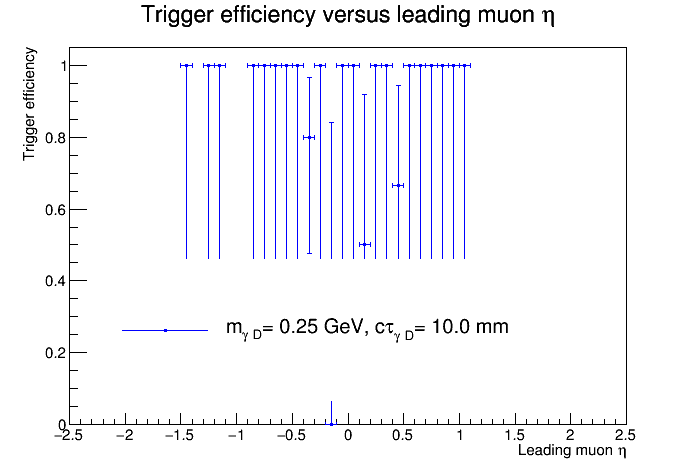 Trigger efficiency versus leading muon η
Trigger efficiency
1
0.8
0.6
0.4
0.2
0
m_γ D = 0.25 GeV, cτ_γ D = 10.0 mm
−2.5 −2 −1.5 −1 −0.5 0 0.5 1 1.5 2 2.5
Leading muon η